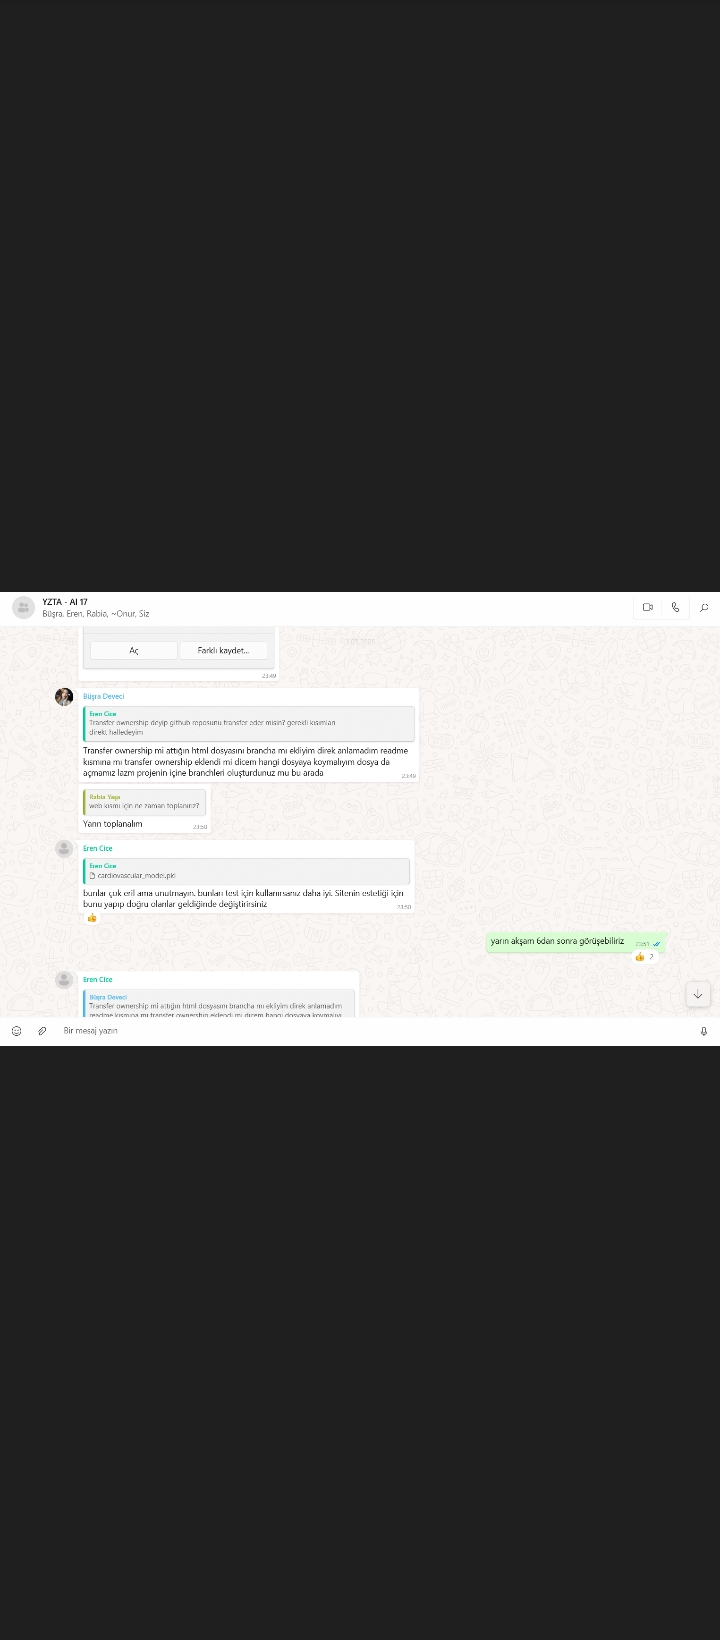 YZTA - AI 17
Büşra, Eren, Rabia, ~Onur, Siz
Aç
Farklı kaydet...
23:49
Büşra Deveci
Eren Cice
Transfer ownership deyip github reposunu transfer eder misin? gerekli kısımları
direkt halledeyim
Transfer ownership mi attığın html dosyasını brancha mı ekliyim direk anlamadım readme
kısmına mı transfer ownership eklendi mi dicem hangi dosyaya koymalıyım dosya da
açmamız lazm projenin içine branchleri oluşturdunuz mu bu arada
23:49
Rabia Yaşa
web kısmı için ne zaman toplanırız?
Yarın toplanalım
23:50
Eren Cice
Eren Cice
cardiovascular_model.pkl
bunlar çok eril ama unutmayın. bunları test için kullanırsanız daha iyi. Sitenin estetiği için
bunu yapıp doğru olanlar geldiğinde değiştirirsiniz
23:50
👍
yarın akşam 6dan sonra görüşebiliriz
23:51
👍 2
Eren Cice
Büşra Deveci
Transfer ownership mi attığın html dosyasını brancha mı ekliyim direk anlamadım
readme kısmına mı transfer ownership eklendi mi dicem hangi dosyaya koymalıyı
Bir mesaj yazın